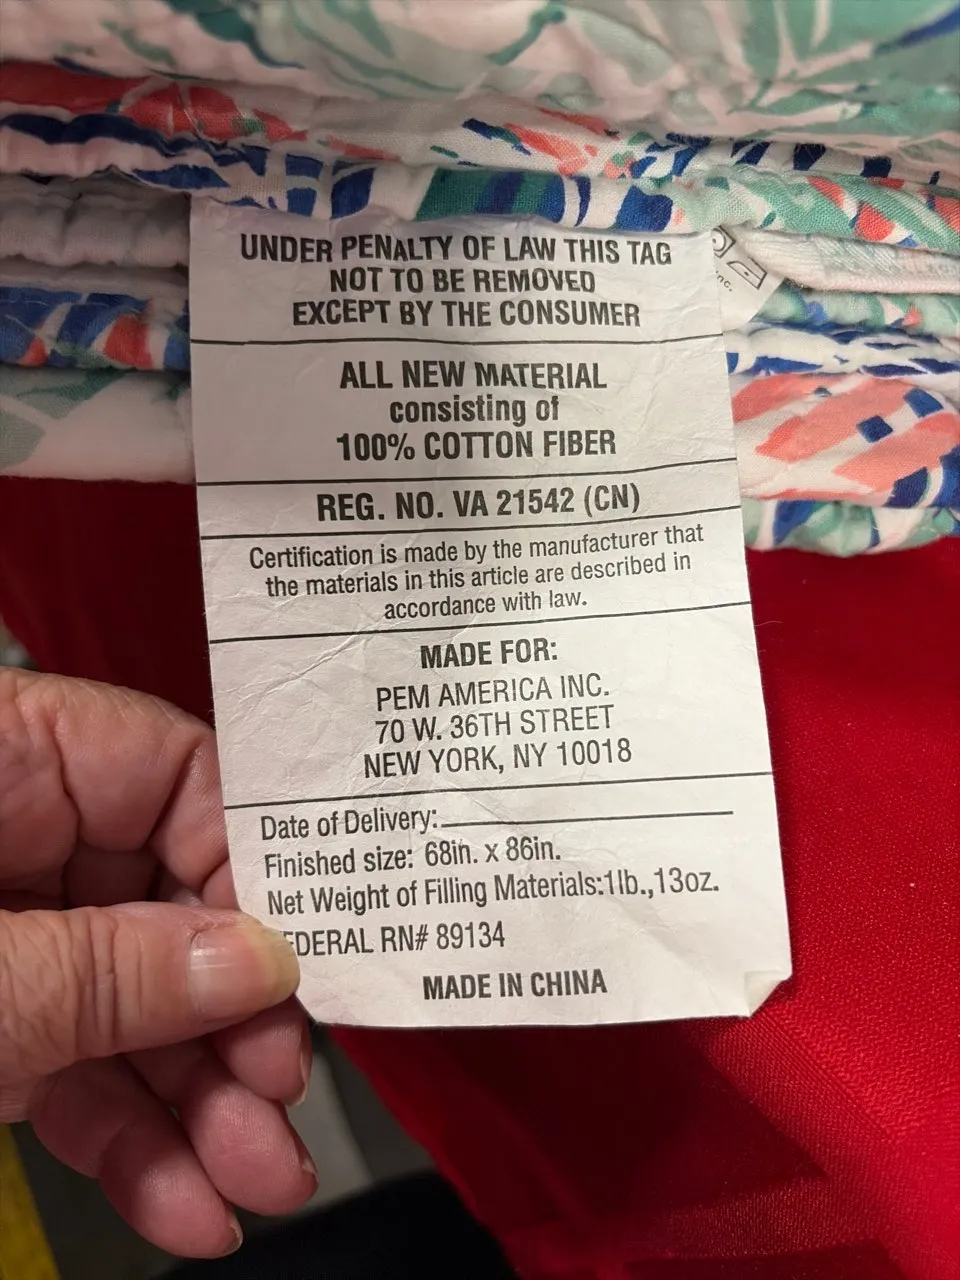 UNDER PENALTY OF LAW THIS TAG
NOT TO BE REMOVED
EXCEPT BY THE CONSUMER
ALL NEW MATERIAL
consisting of
100% COTTON FIBER
REG. NO. VA 21542 (CN)
Certification is made by the manufacturer that
the materials in this article are described in
accordance with law.
MADE FOR:
PEM AMERICA INC.
70 W. 36TH STREET
NEW YORK, NY 10018
Date of Delivery:
Finished size: 68in. x 86in.
Net Weight of Filling Materials:1lb.,13oz.
RN# 89134
MADE IN CHINA